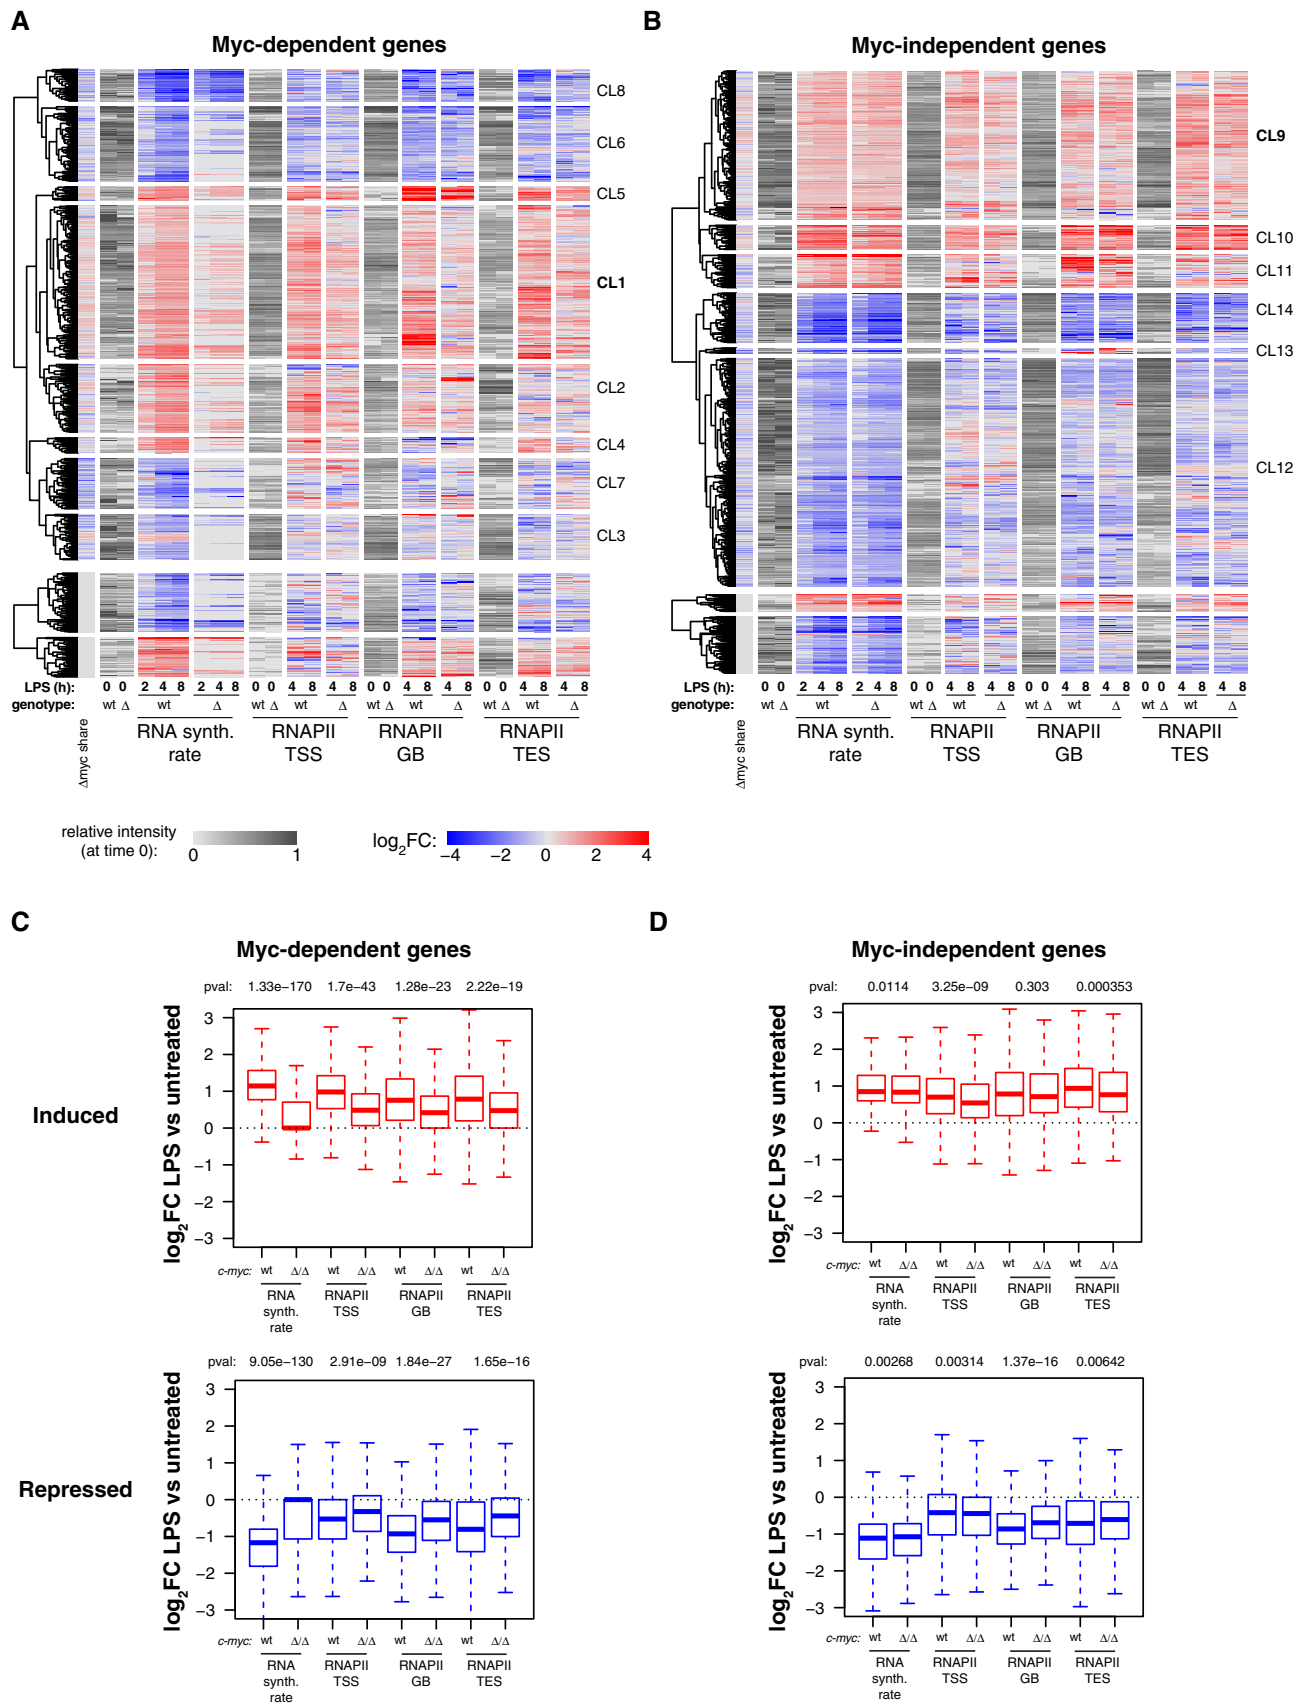 A
Myc-dependent genes
CL8
CL6
CL5
CL1
CL2
CL4
CL7
CL3
LPS (h): 0 0 2 4 8 2 4 8 0 0 4 8 4 8 0 0 4 8 4 8 0 0 4 8 4 8
genotype: wt Δ wt Δ wt Δ wt Δ wt Δ wt Δ wt Δ wt Δ
Δmyc share
RNA synth. rate
RNAPII TSS
RNAPII GB
RNAPII TES
B
Myc-independent genes
CL9
CL10
CL11
CL14
CL13
CL12
LPS (h): 0 0 2 4 8 2 4 8 0 0 4 8 4 8 0 0 4 8 4 8 0 0 4 8 4 8
genotype: wt Δ wt Δ wt Δ wt Δ wt Δ wt Δ wt Δ wt Δ
Δmyc share
RNA synth. rate
RNAPII TSS
RNAPII GB
RNAPII TES
relative intensity (at time 0):
0 1
log2FC:
−4 −2 0 2 4
C
Myc-dependent genes
pval: 1.33e−170 1.7e−43 1.28e−23 2.22e−19
Induced
log2FC LPS vs untreated
3
2
1
0
−1
−2
−3
c-myc: wt Δ/Δ wt Δ/Δ wt Δ/Δ wt Δ/Δ
RNA synth. rate
RNAPII TSS
RNAPII GB
RNAPII TES
pval: 9.05e−130 2.91e−09 1.84e−27 1.65e−16
Repressed
log2FC LPS vs untreated
3
2
1
0
−1
−2
−3
c-myc: wt Δ/Δ wt Δ/Δ wt Δ/Δ wt Δ/Δ
RNA synth. rate
RNAPII TSS
RNAPII GB
RNAPII TES
D
Myc-independent genes
pval: 0.0114 3.25e−09 0.303 0.000353
log2FC LPS vs untreated
3
2
1
0
−1
−2
−3
c-myc: wt Δ/Δ wt Δ/Δ wt Δ/Δ wt Δ/Δ
RNA synth. rate
RNAPII TSS
RNAPII GB
RNAPII TES
pval: 0.00268 0.00314 1.37e−16 0.00642
log2FC LPS vs untreated
3
2
1
0
−1
−2
−3
c-myc: wt Δ/Δ wt Δ/Δ wt Δ/Δ wt Δ/Δ
RNA synth. rate
RNAPII TSS
RNAPII GB
RNAPII TES